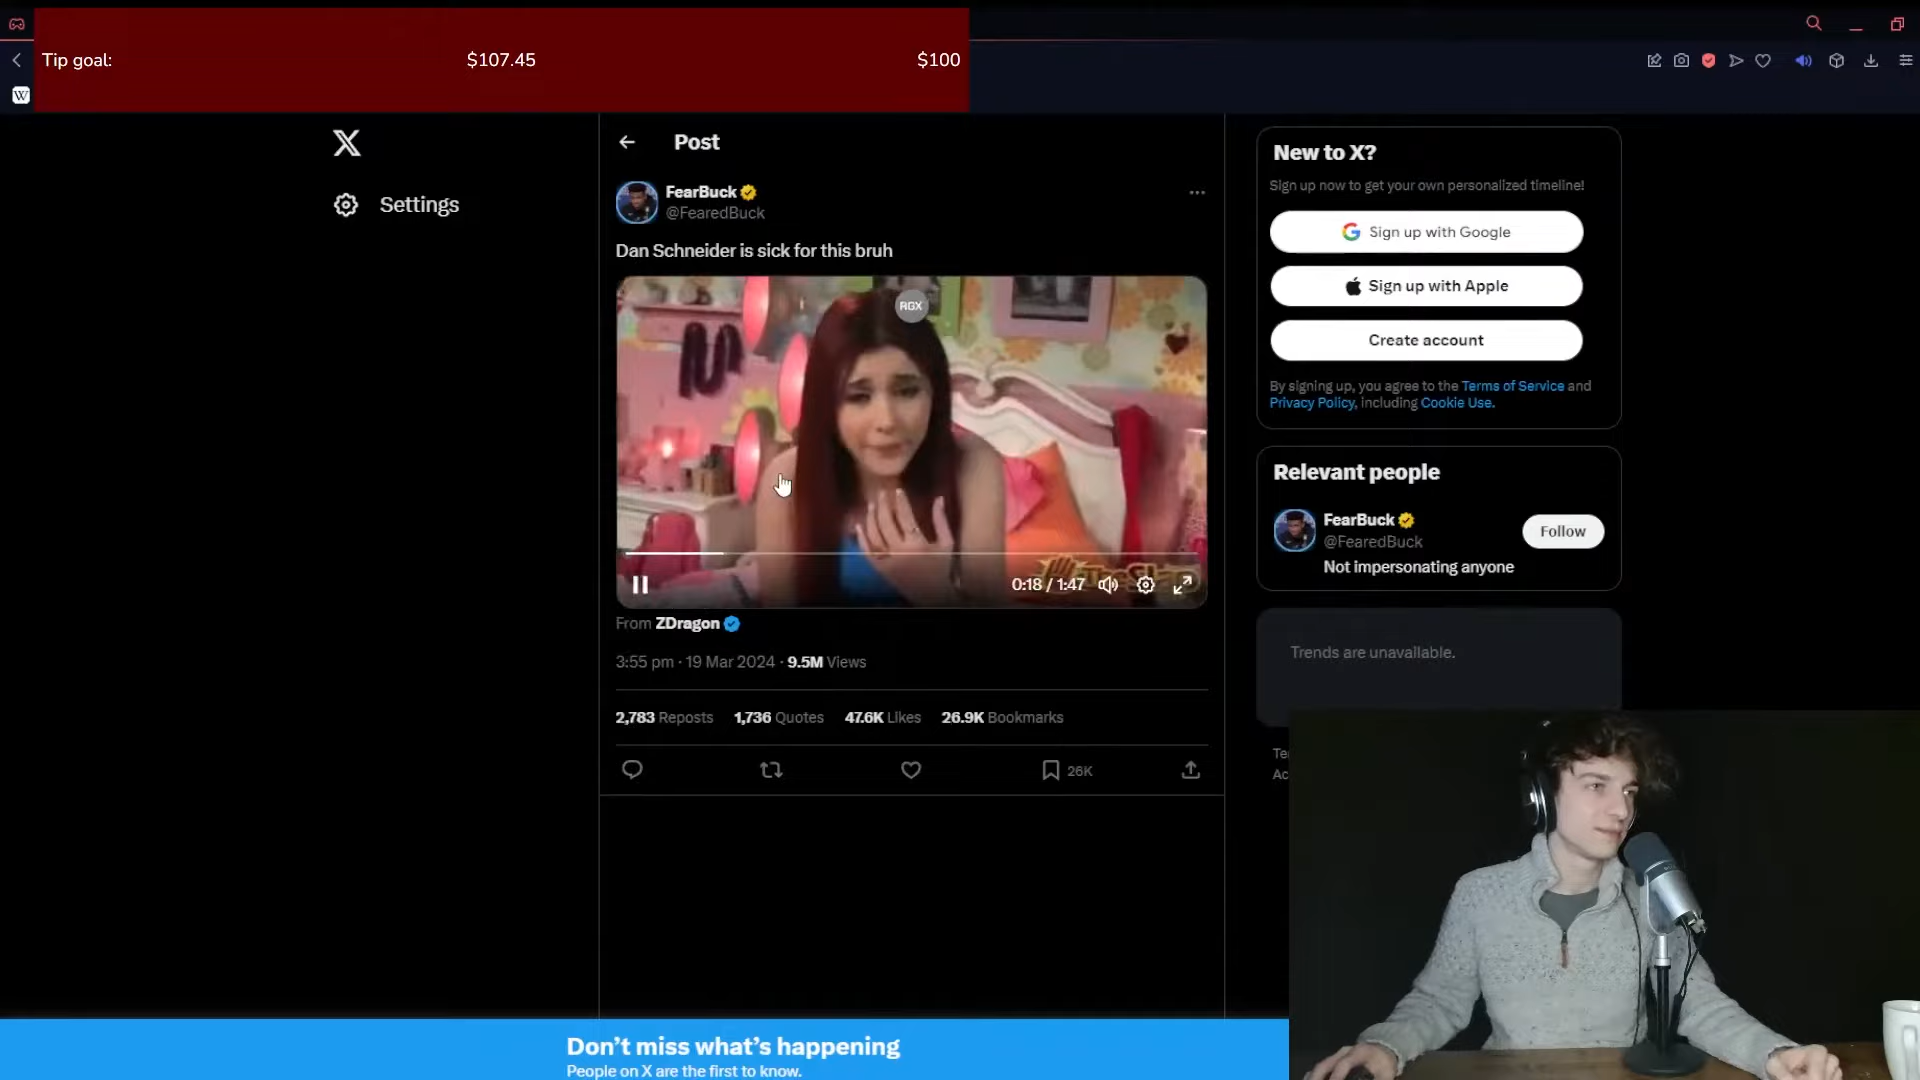 Tip goal:
$107.45
$100
W
X
Settings
Post
FearBuck
@FearedBuck
Dan Schneider is sick for this bruh
RGX
TheSlap
0:18 / 1:47
From ZDragon
3:55 pm · 19 Mar 2024 · 9.5M Views
2,783 Reposts 1,736 Quotes 47.6K Likes 26.9K Bookmarks
26K
New to X?
Sign up now to get your own personalized timeline!
Sign up with Google
Sign up with Apple
Create account
By signing up, you agree to the Terms of Service and
Privacy Policy, including Cookie Use.
Relevant people
FearBuck
@FearedBuck
Follow
Not impersonating anyone
Trends are unavailable.
Don't miss what's happening
People on X are the first to know.